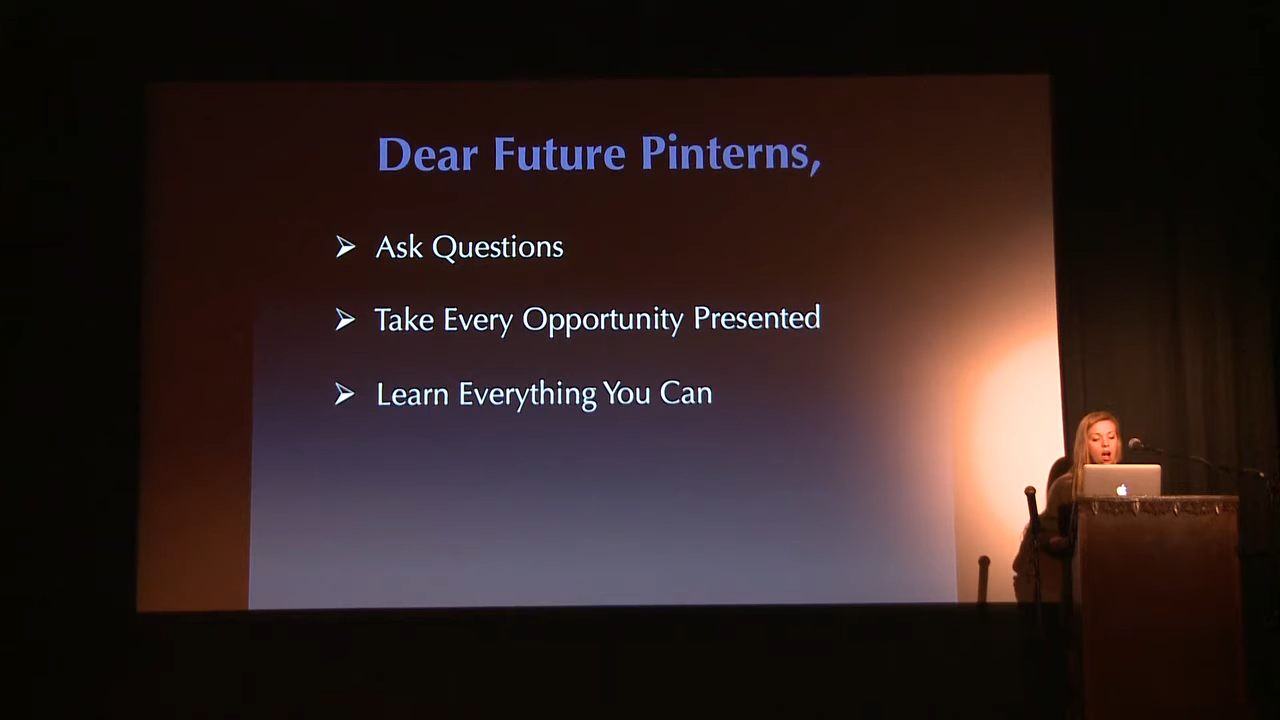 Dear Future Pinterns,
Ask Questions
Take Every Opportunity Presented
Learn Everything You Can